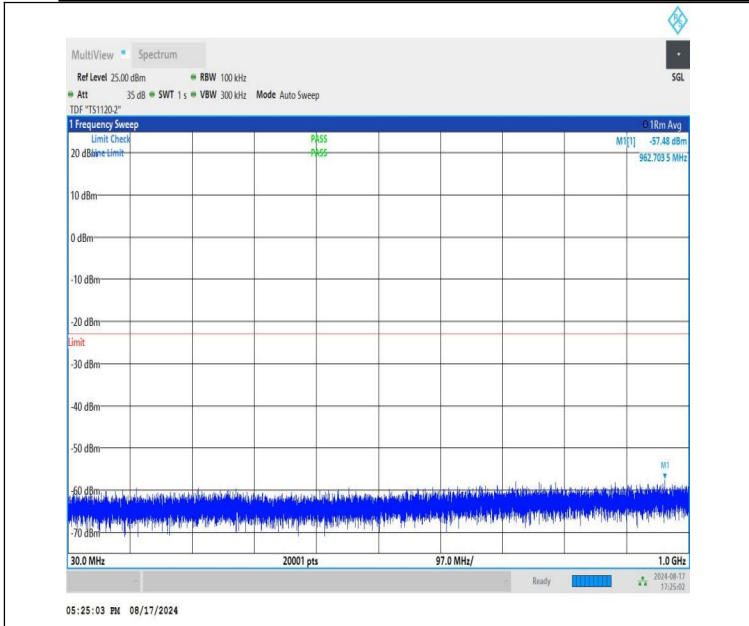 MultiView Spectrum
Ref Level 25.00 dBm RBW 100 kHz SGL
Att 35 dB SWT 1 s VBW 300 kHz Mode Auto Sweep
TDF "TS1120-2"
1 Frequency Sweep 1Rm Avg
Limit Check PASS M1[1] -57.48 dBm
20 dBm Line Limit PASS 962.703 5 MHz
10 dBm
0 dBm
-10 dBm
-20 dBm
Limit
-30 dBm
-40 dBm
-50 dBm
M1
-60 dBm
-70 dBm
30.0 MHz 20001 pts 97.0 MHz/ 1.0 GHz
Ready 2024-08-17
17:25:02
05:25:03 PM 08/17/2024